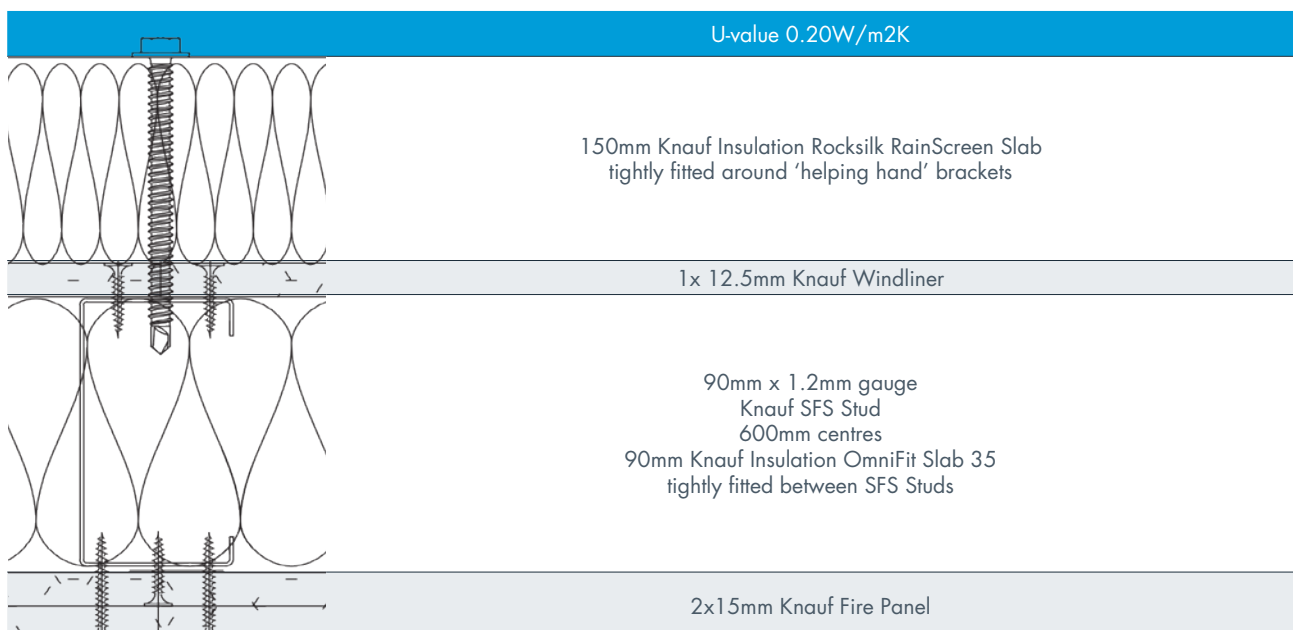 U-value 0.20W/m2K
150mm Knauf Insulation Rocksilk RainScreen Slab
tightly fitted around ‘helping hand’ brackets
1x 12.5mm Knauf Windliner
90mm x 1.2mm gauge
Knauf SFS Stud
600mm centres
90mm Knauf Insulation OmniFit Slab 35
tightly fitted between SFS Studs
2x15mm Knauf Fire Panel